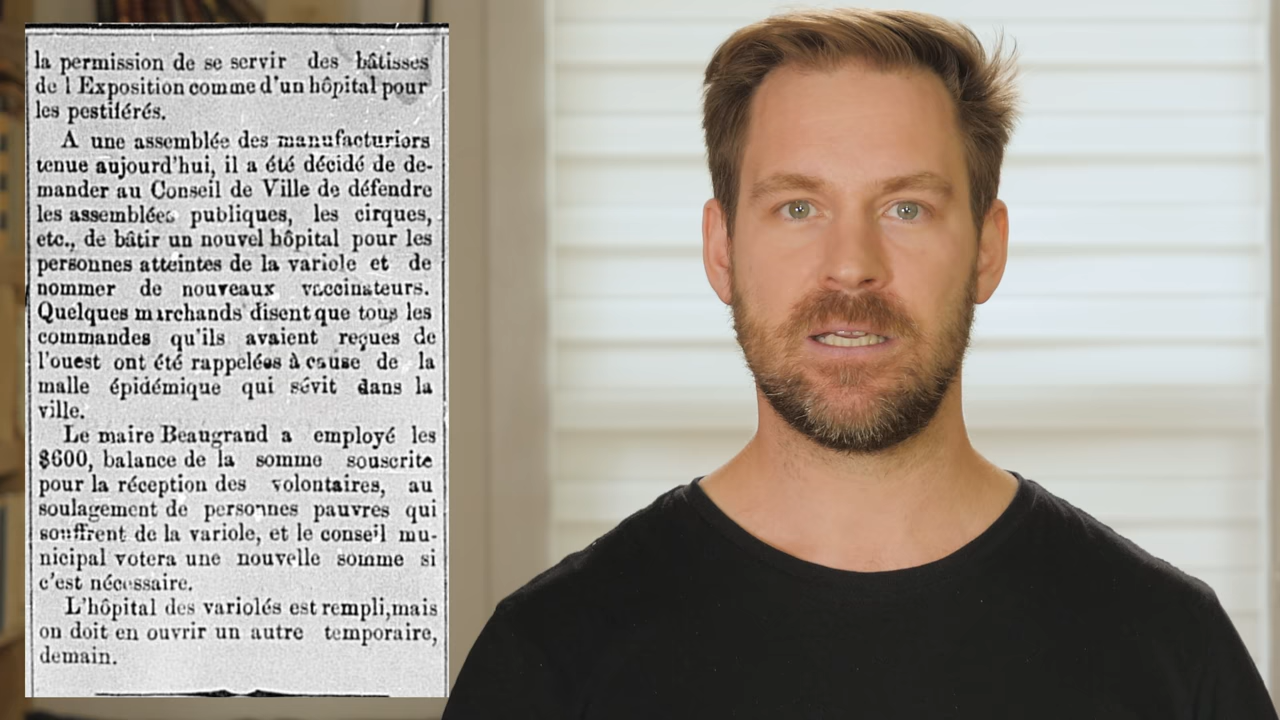 la permission de se servir des bâtisses
de l Exposition comme d'un hôpital pour
les pestiférés.
A une assemblée des manufacturiers
tenue aujourd'hui, il a été décidé de de-
mander au Conseil de Ville de défendre
les assemblées publiques, les cirques,
etc., de bâtir un nouvel hôpital pour les
personnes atteintes de la variole et de
nommer de nouveaux vaccinateurs.
Quelques marchands disent que tous les
commandes qu'ils avaient reçues de
l'ouest ont été rappelées à cause de la
malle épidémique qui sévit dans la
ville.
Le maire Beaugrand a employé les
$600, balance de la somme souscrite
pour la réception des volontaires, au
soulagement de personnes pauvres qui
souffrent de la variole, et le conseil mu-
nicipal votera une nouvelle somme si
c'est nécessaire.
L'hôpital des variolés est rempli, mais
on doit en ouvrir un autre temporaire,
demain.